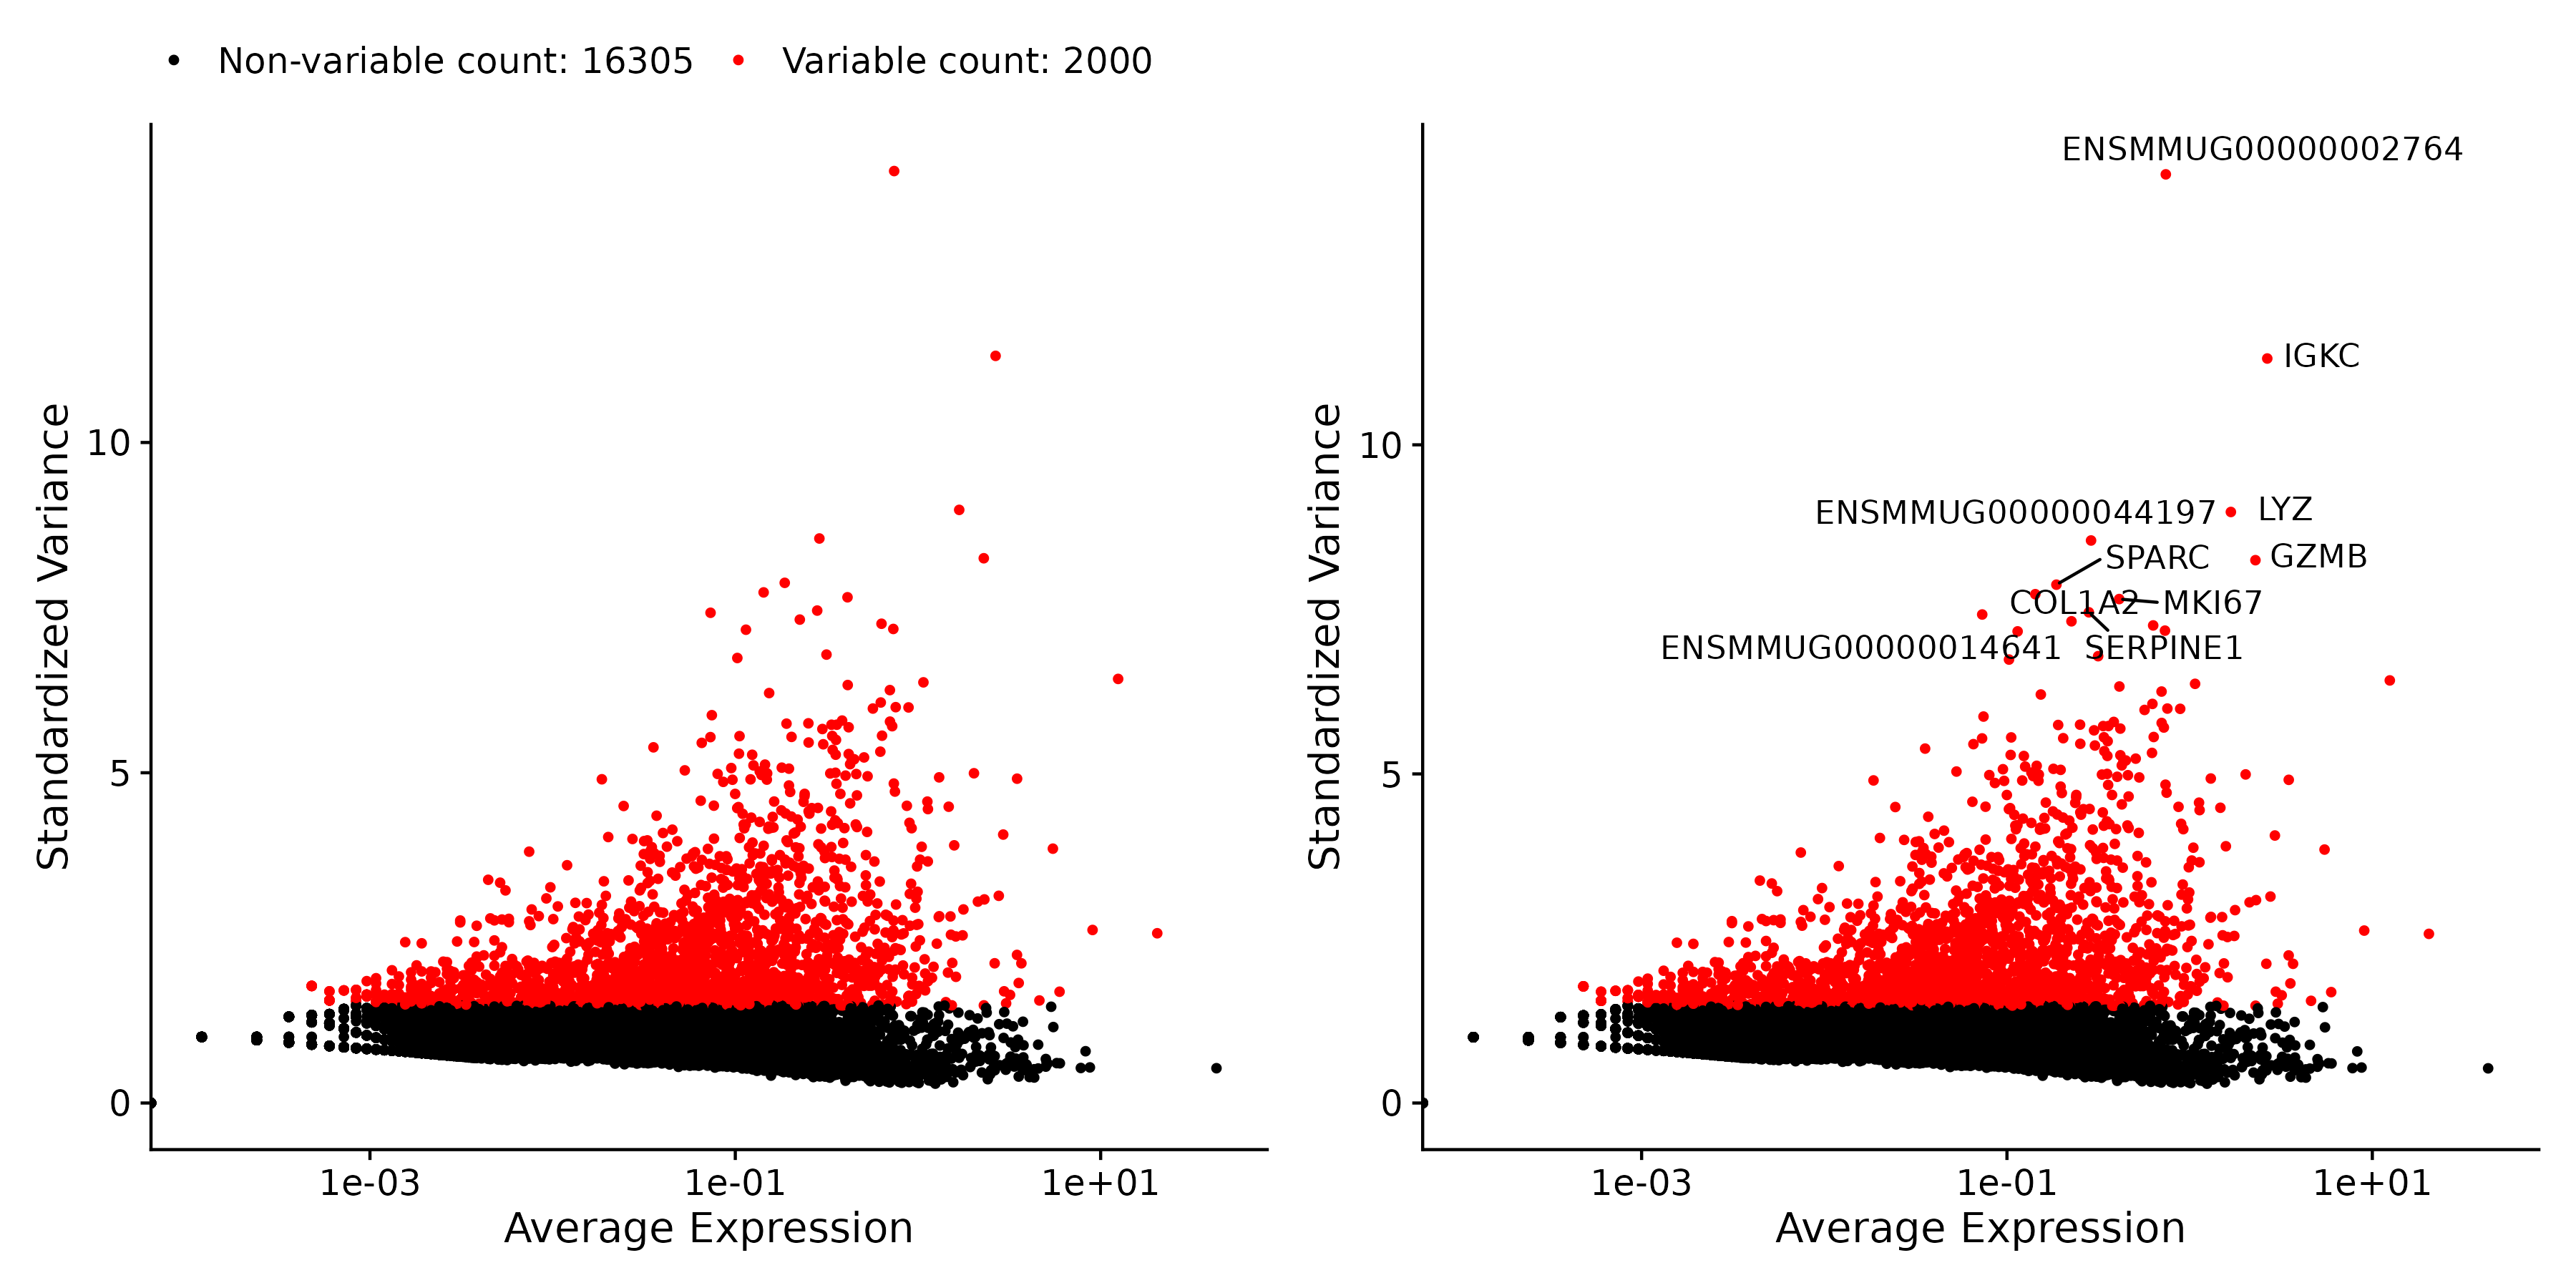 Non-variable count: 16305 Variable count: 2000
Standardized Variance
10
5
0
1e-03 1e-01 1e+01
Average Expression
Standardized Variance
10
5
0
ENSMMUG00000002764
IGKC
ENSMMUG00000044197 LYZ
SPARC GZMB
COL1A2 MKI67
ENSMMUG00000014641 SERPINE1
1e-03 1e-01 1e+01
Average Expression